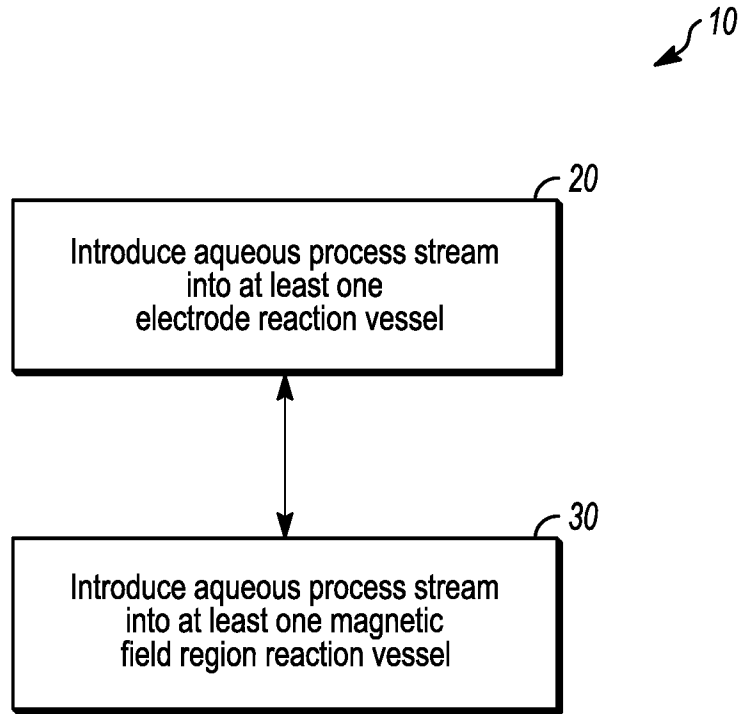 10
20
Introduce aqueous process stream
into at least one
electrode reaction vessel
30
Introduce aqueous process stream
into at least one magnetic
field region reaction vessel